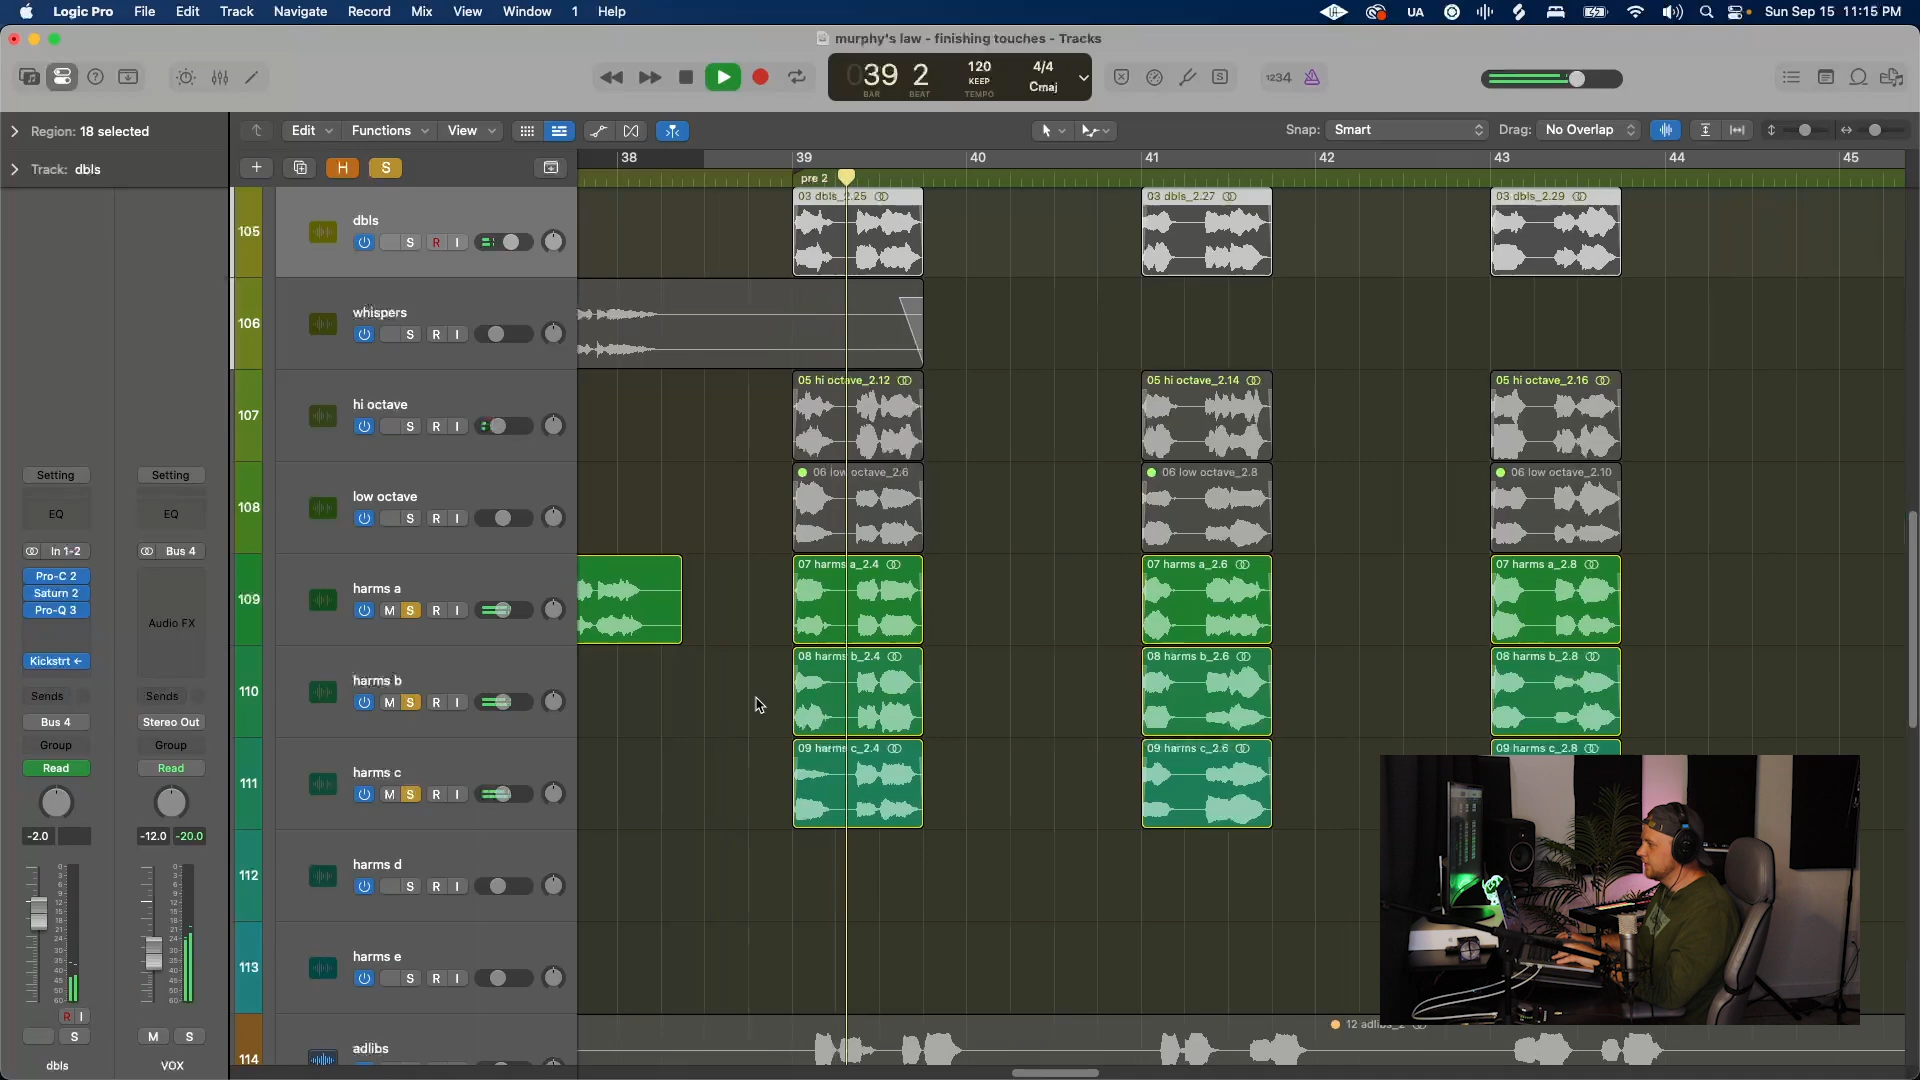 Logic Pro File Edit Track Navigate Record Mix View Window 1 Help
UA Sun Sep 15 11:15 PM
murphy's law - finishing touches - Tracks
039 2 120 KEEP 4/4 Cmaj
BAR BEAT TEMPO
1234
Region: 18 selected
Track: dbls
Edit Functions View
Snap: Smart Drag: No Overlap
H S
38 39 40 41 42 43 44 45
pre 2
105 dbls S R I
03 dbls_2.25 03 dbls_2.27 03 dbls_2.29
106 whispers S R I
107 hi octave S R I
05 hi octave_2.12 05 hi octave_2.14 05 hi octave_2.16
108 low octave S R I
06 low octave_2.6 06 low octave_2.8 06 low octave_2.10
109 harms a M S R I
07 harms a_2.4 07 harms a_2.6 07 harms a_2.8
110 harms b M S R I
08 harms b_2.4 08 harms b_2.6 08 harms b_2.8
111 harms c M S R I
09 harms c_2.4 09 harms c_2.6 09 harms c_2.8
112 harms d S R I
113 harms e S R I
114 adlibs
Setting Setting
EQ EQ
In 1-2 Bus 4
Pro-C 2
Saturn 2
Pro-Q 3
Audio FX
Kickstrt
Sends Sends
Bus 4 Stereo Out
Group Group
Read Read
-2.0 -12.0 -20.0
R I
S M S
dbls VOX